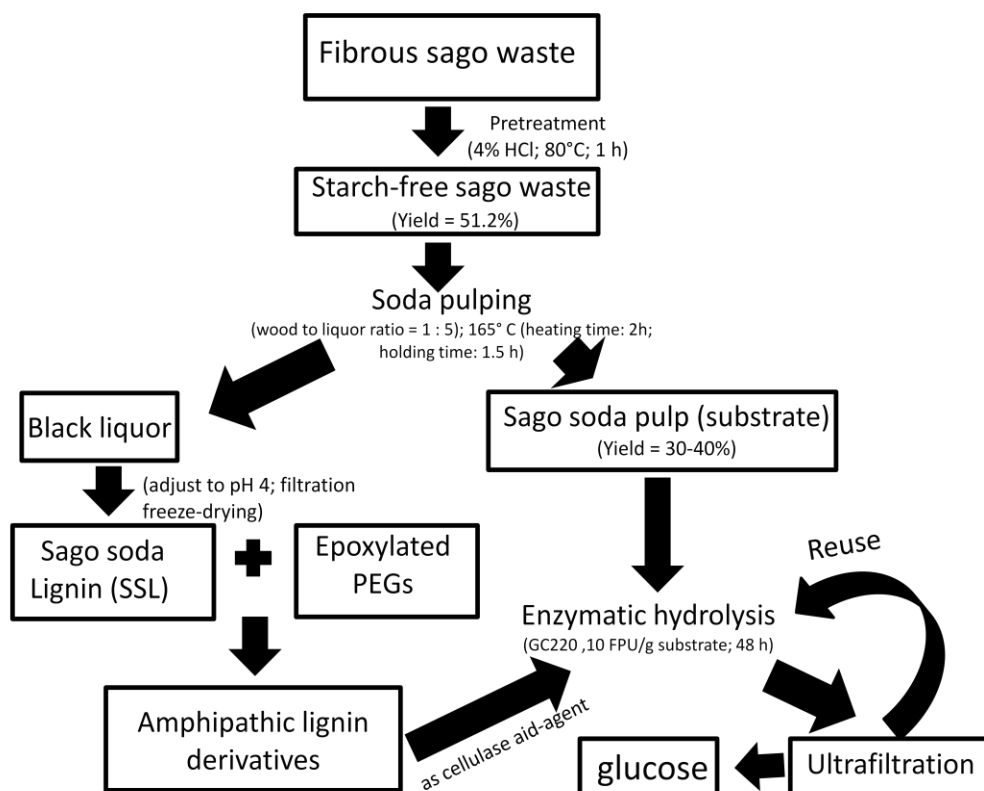 Fibrous sago waste
Pretreatment
(4% HCl; 80°C; 1 h)
Starch-free sago waste
(Yield = 51.2%)
Soda pulping
(wood to liquor ratio = 1 : 5); 165° C (heating time: 2h;
holding time: 1.5 h)
Black liquor
Sago soda pulp (substrate)
(Yield = 30-40%)
(adjust to pH 4; filtration
freeze-drying)
Sago soda
Lignin (SSL)
Epoxylated
PEGs
Reuse
Enzymatic hydrolysis
(GC220 ,10 FPU/g substrate; 48 h)
Amphipathic lignin
derivatives
as cellulase aid-agent
glucose
Ultrafiltration